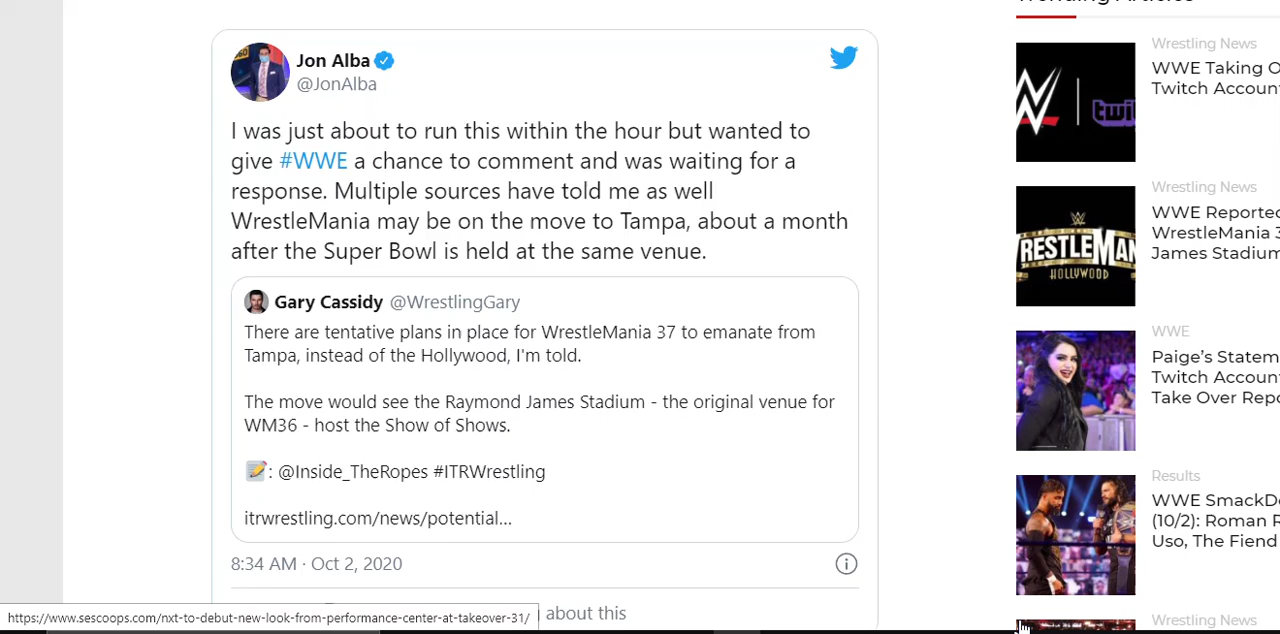 Trending Articles
Jon Alba
@JonAlba
I was just about to run this within the hour but wanted to
give #WWE a chance to comment and was waiting for a
response. Multiple sources have told me as well
WrestleMania may be on the move to Tampa, about a month
after the Super Bowl is held at the same venue.
Gary Cassidy @WrestlingGary
There are tentative plans in place for WrestleMania 37 to emanate from
Tampa, instead of the Hollywood, I'm told.
The move would see the Raymond James Stadium - the original venue for
WM36 - host the Show of Shows.
: @Inside_TheRopes #ITRWrestling
itrwrestling.com/news/potential...
8:34 AM · Oct 2, 2020
about this
https://www.sescoops.com/nxt-to-debut-new-look-from-performance-center-at-takeover-31/
Wrestling News
WWE Taking O
Twitch Account
twi
Wrestling News
WWE Reported
WrestleMania 3
James Stadium
RESTLEMAN
HOLLYWOOD
WWE
Paige's Statem
Twitch Account
Take Over Repo
Results
WWE SmackDo
(10/2): Roman R
Uso, The Fiend
Wrestling News